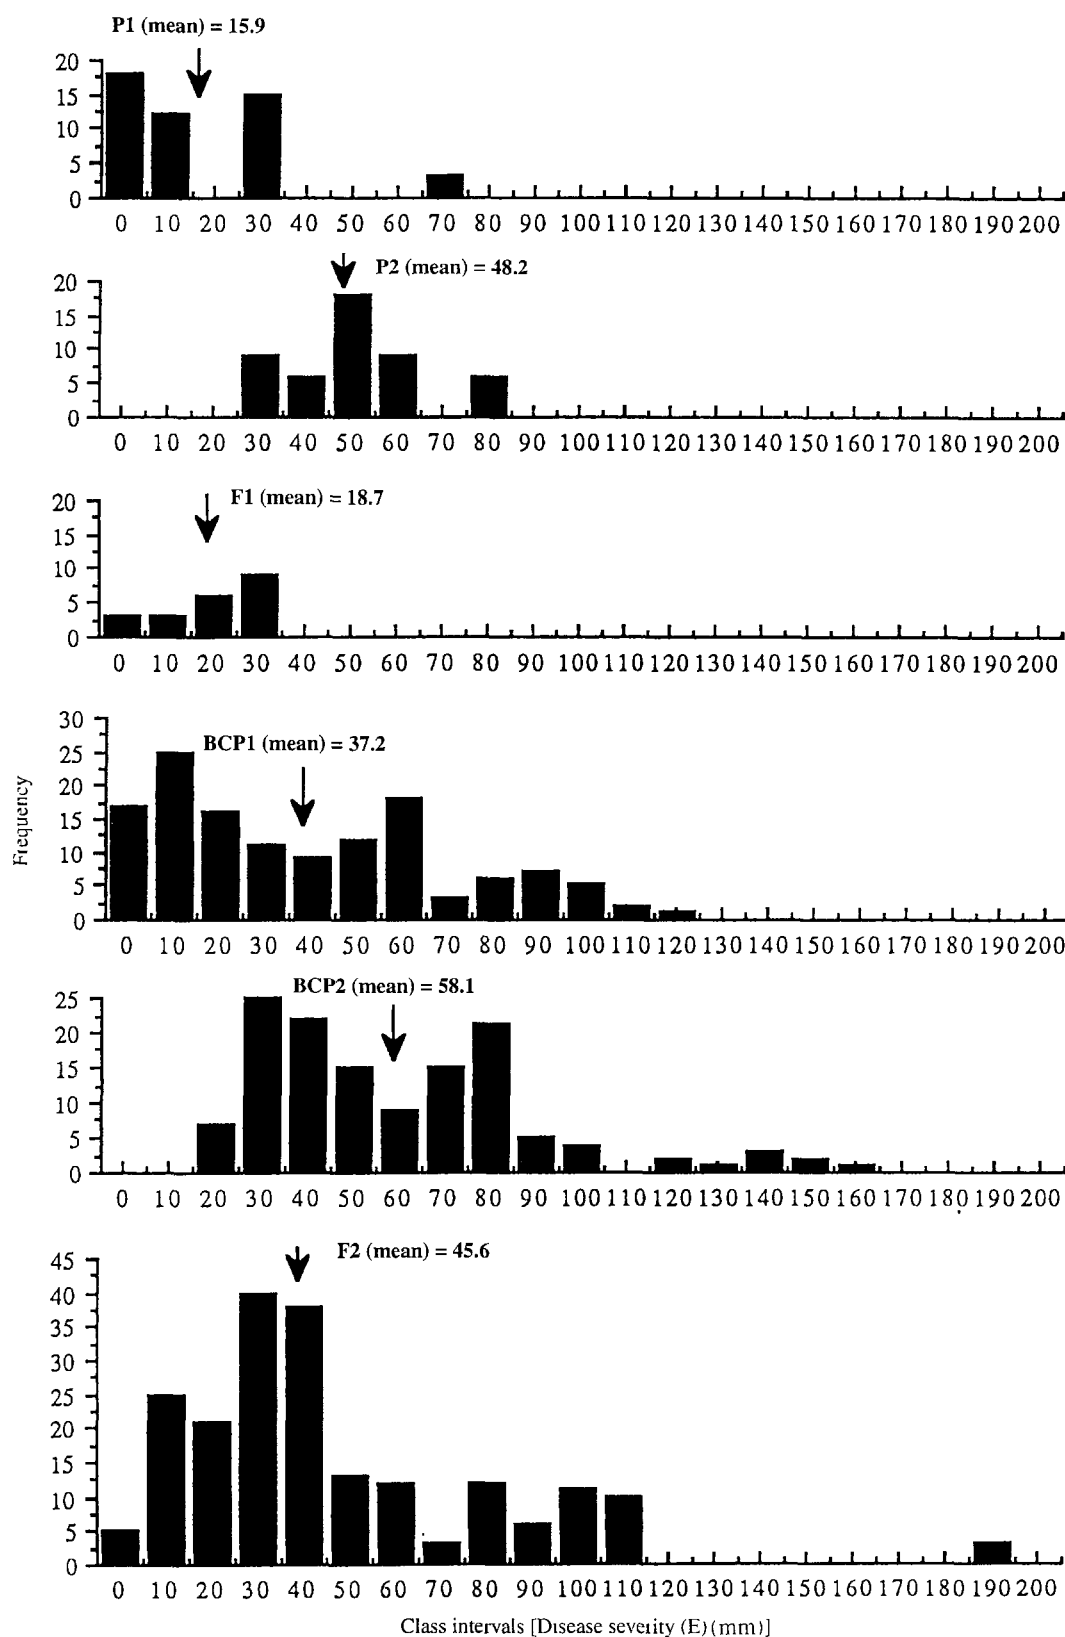 P1 (mean) = 15.9
20
15
10
5
0
0 10 20 30 40 50 60 70 80 90 100 110 120 130 140 150 160 170 180 190 200
P2 (mean) = 48.2
20
15
10
5
0
0 10 20 30 40 50 60 70 80 90 100 110 120 130 140 150 160 170 180 190 200
F1 (mean) = 18.7
20
15
10
5
0
0 10 20 30 40 50 60 70 80 90 100 110 120 130 140 150 160 170 180 190 200
Frequency
30
BCP1 (mean) = 37.2
25
20
15
10
5
0
0 10 20 30 40 50 60 70 80 90 100 110 120 130 140 150 160 170 180 190 200
BCP2 (mean) = 58.1
25
20
15
10
5
0
0 10 20 30 40 50 60 70 80 90 100 110 120 130 140 150 160 170 180 190 200
F2 (mean) = 45.6
45
40
35
30
25
20
15
10
5
0
0 10 20 30 40 50 60 70 80 90 100 110 120 130 140 150 160 170 180 190 200
Class intervals [Disease severity (E) (mm)]